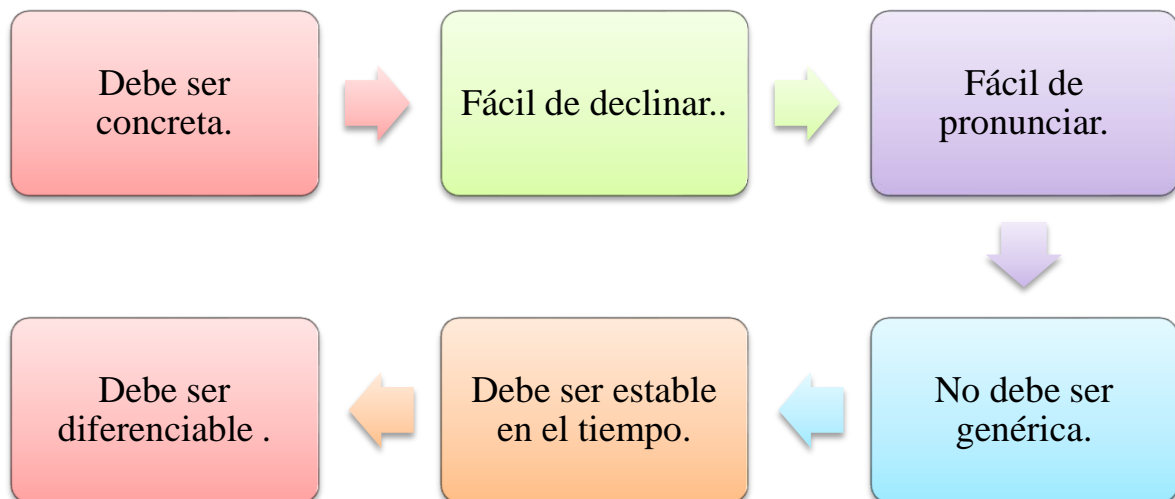 Debe ser
concreta.
Fácil de declinar..
Fácil de
pronunciar.
No debe ser
genérica.
Debe ser estable
en el tiempo.
Debe ser
diferenciable .